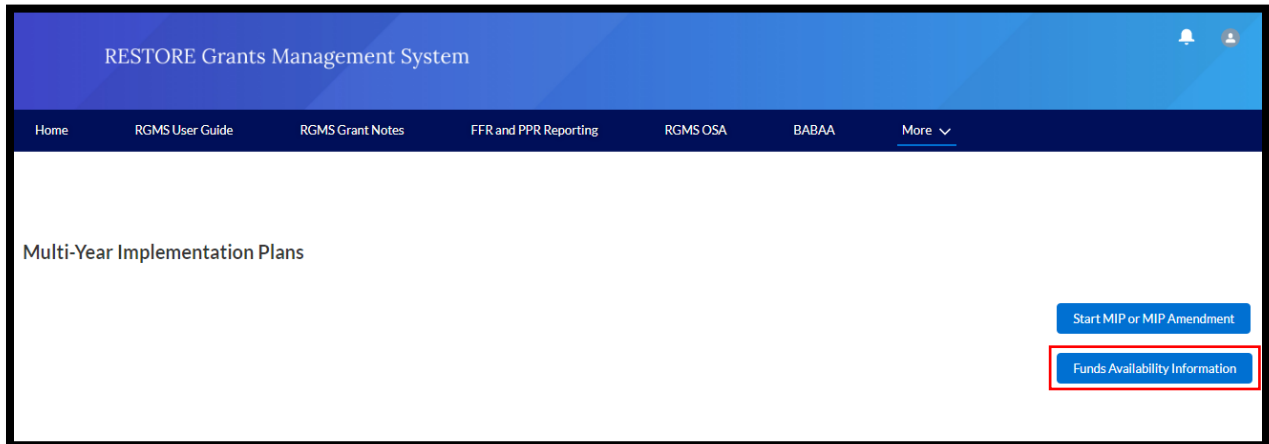 RESTORE Grants Management System
Home RGMS User Guide RGMS Grant Notes FFR and PPR Reporting RGMS OSA BABAA More
Multi-Year Implementation Plans
Start MIP or MIP Amendment
Funds Availability Information